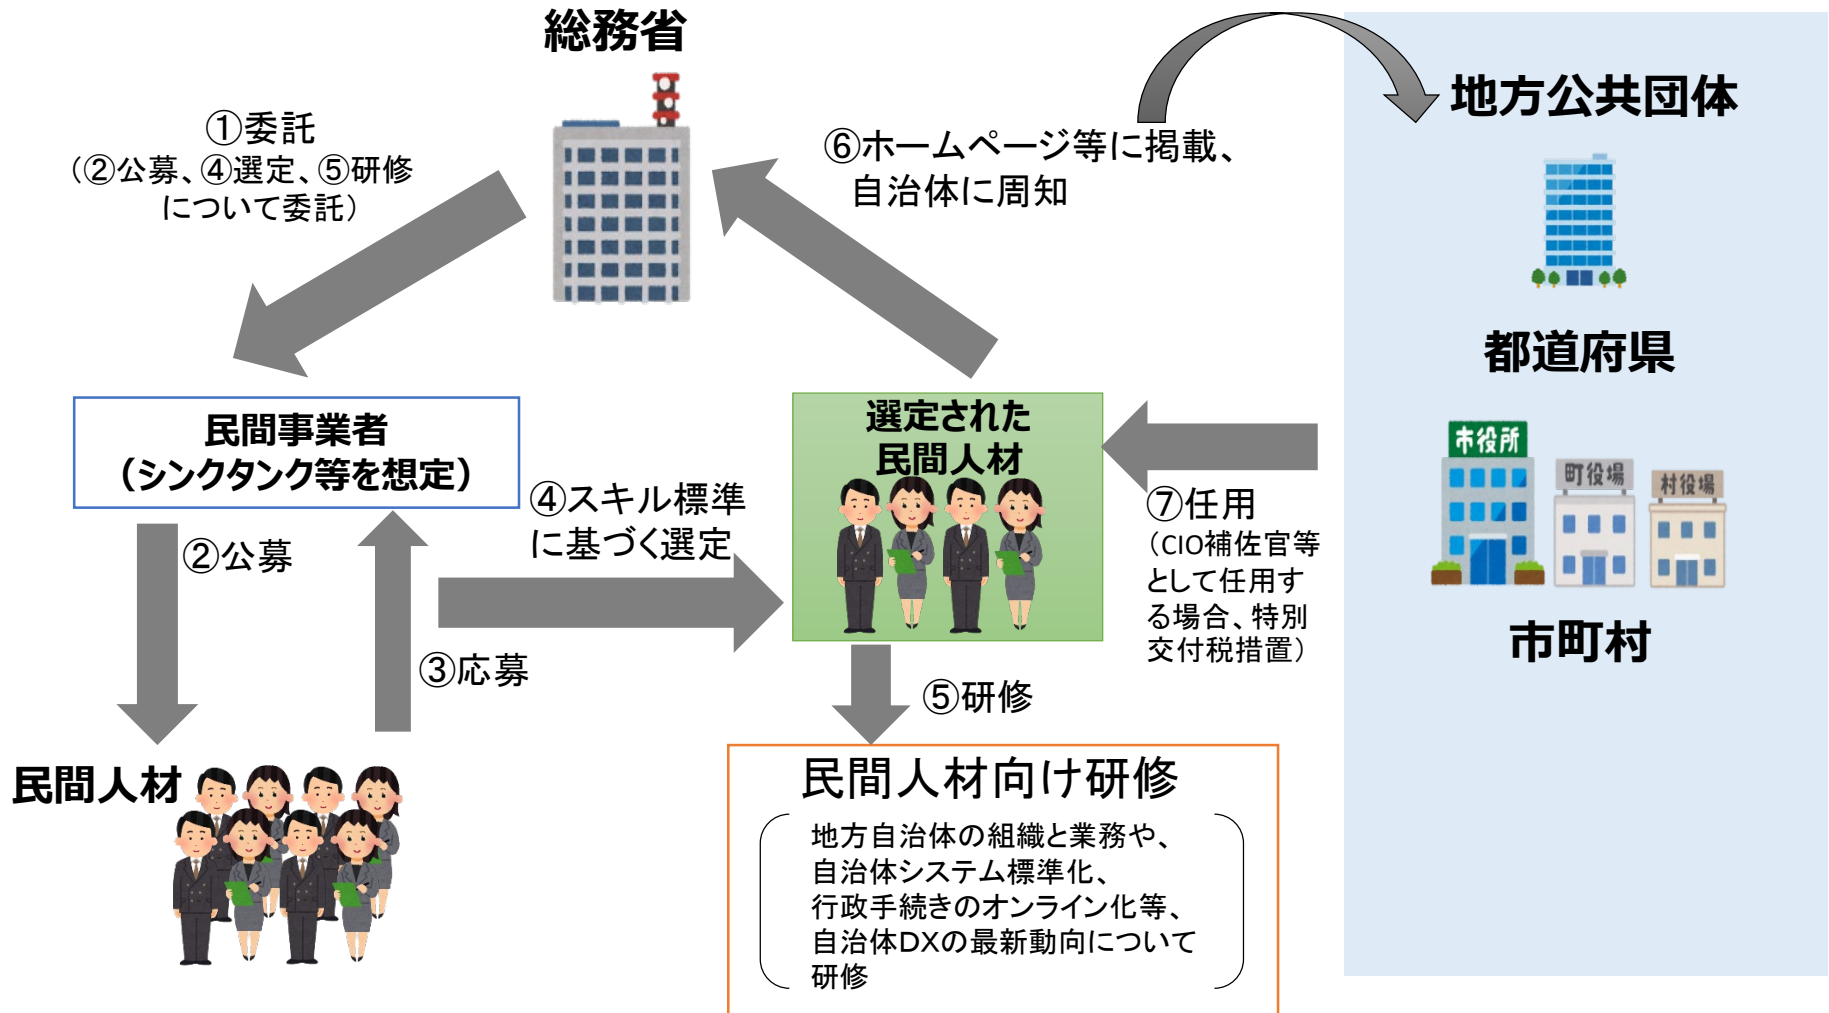 総務省
①委託
（②公募、④選定、⑤研修
について委託）
⑥ホームページ等に掲載、
自治体に周知
地方公共団体
都道府県
市役所
町役場
村役場
市町村
民間事業者
（シンクタンク等を想定）
選定された
民間人材
④スキル標準
に基づく選定
⑦任用
（CIO補佐官等
として任用す
る場合、特別
交付税措置）
②公募
③応募
⑤研修
民間人材
民間人材向け研修
地方自治体の組織と業務や、
自治体システム標準化、
行政手続きのオンライン化等、
自治体DXの最新動向について
研修